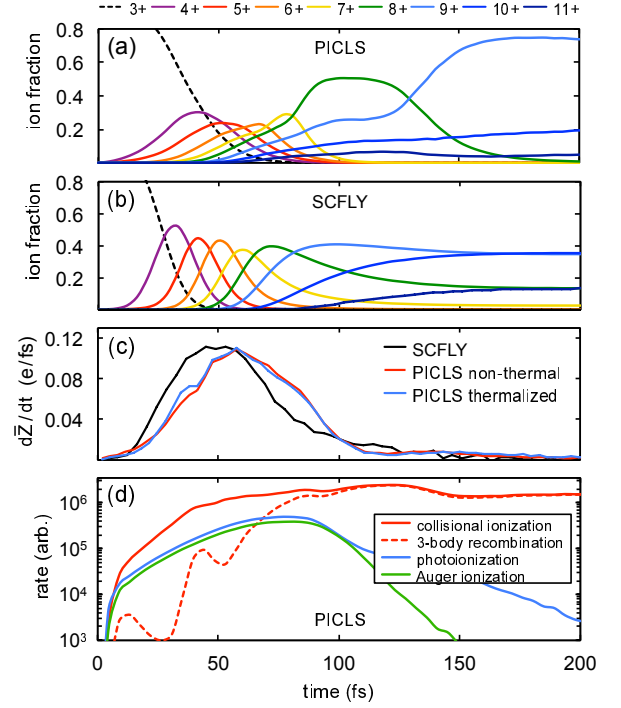 3+ 4+ 5+ 6+ 7+ 8+ 9+ 10+ 11+
(a) PICLS
ion fraction
0.8
0.6
0.4
0.2
(b) SCFLY
ion fraction
0.8
0.6
0.4
0.2
(c)
dZ̅/dt (e/fs)
0.12
0.08
0.04
SCFLY
PICLS non-thermal
PICLS thermalized
(d)
rate (arb.)
10⁶
10⁵
10⁴
10³
collisional ionization
3-body recombination
photoionization
Auger ionization
PICLS
0 50 100 150 200
time (fs)